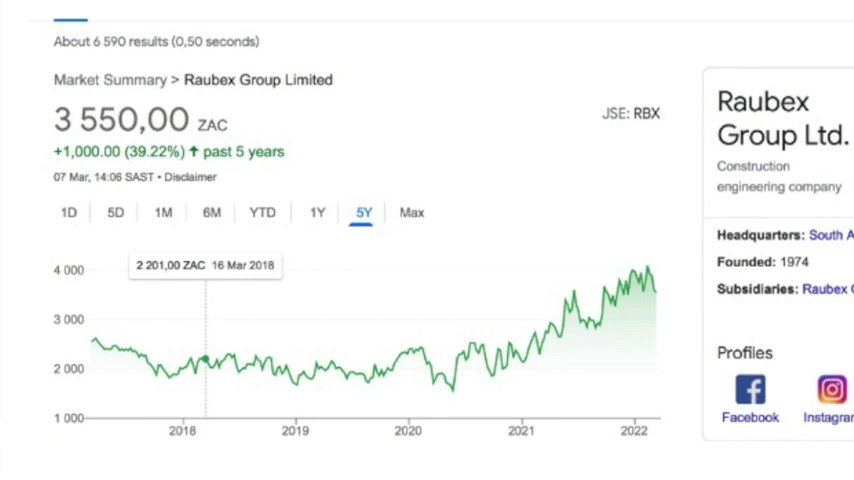 About 6 590 results (0,50 seconds)
Market Summary > Raubex Group Limited
3 550,00 ZAC
JSE: RBX
+1,000.00 (39.22%) ↑ past 5 years
07 Mar, 14:06 SAST • Disclaimer
1D 5D 1M 6M YTD 1Y 5Y Max
2 201,00 ZAC 16 Mar 2018
4 000
3 000
2 000
1 000
2018 2019 2020 2021 2022
Raubex
Group Ltd.
Construction
engineering company
Headquarters: South A
Founded: 1974
Subsidiaries: Raubex
Profiles
Facebook Instagra